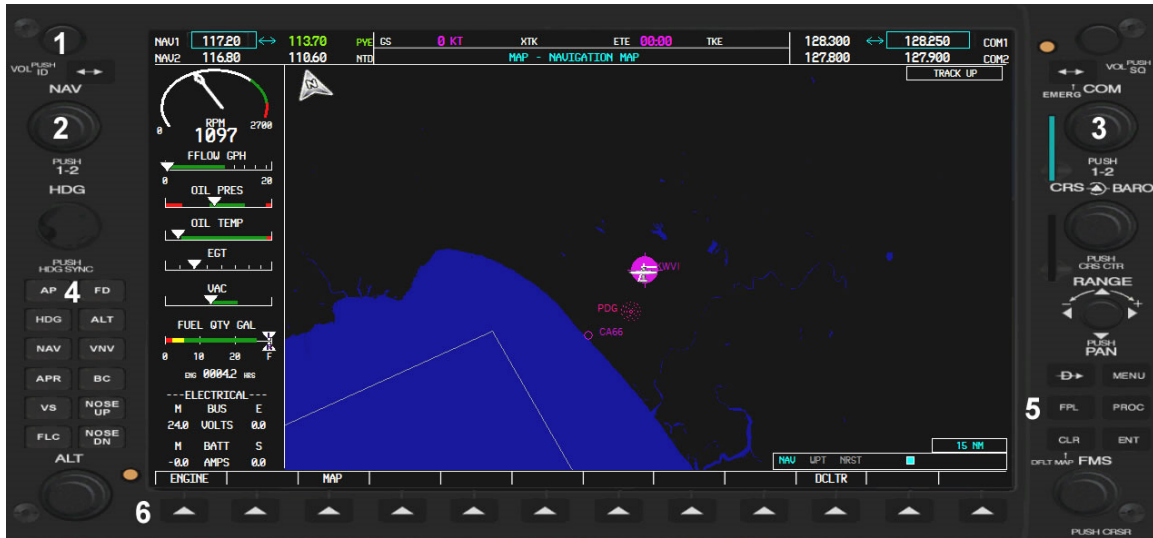 1
VOL PUSH ID
NAV
2
PUSH
1-2
HDG
PUSH
HDG SYNC
AP 4 FD
HDG ALT
NAV VNV
APR BC
VS NOSE UP
FLC NOSE DN
ALT
6
NAV1 117.20 ↔ 113.70 PYE GS 0 KT XTK ETE 00:00 TKE 128.300 ↔ 128.250 COM1
NAV2 116.80 110.60 NTD MAP - NAVIGATION MAP 127.800 127.900 COM2
TRACK UP
N
RPM
0 1097 2700
FFLOW GPH
0 20
OIL PRES
OIL TEMP
EGT
VAC
FUEL QTY GAL
L
R
0 10 20 F
ENG 0004.2 HRS
---ELECTRICAL---
M BUS E
24.0 VOLTS 0.0
M BATT S
-0.0 AMPS 0.0
KWVI
PDG
CA66
15 NM
NAV WPT NRST
ENGINE MAP DCLTR
VOL PUSH SQ
EMERG COM
3
PUSH
1-2
CRS BARO
PUSH
CRS CTR
RANGE
- +
PUSH
PAN
D MENU
5 FPL PROC
CLR ENT
DFLT MAP FMS
PUSH CRSR